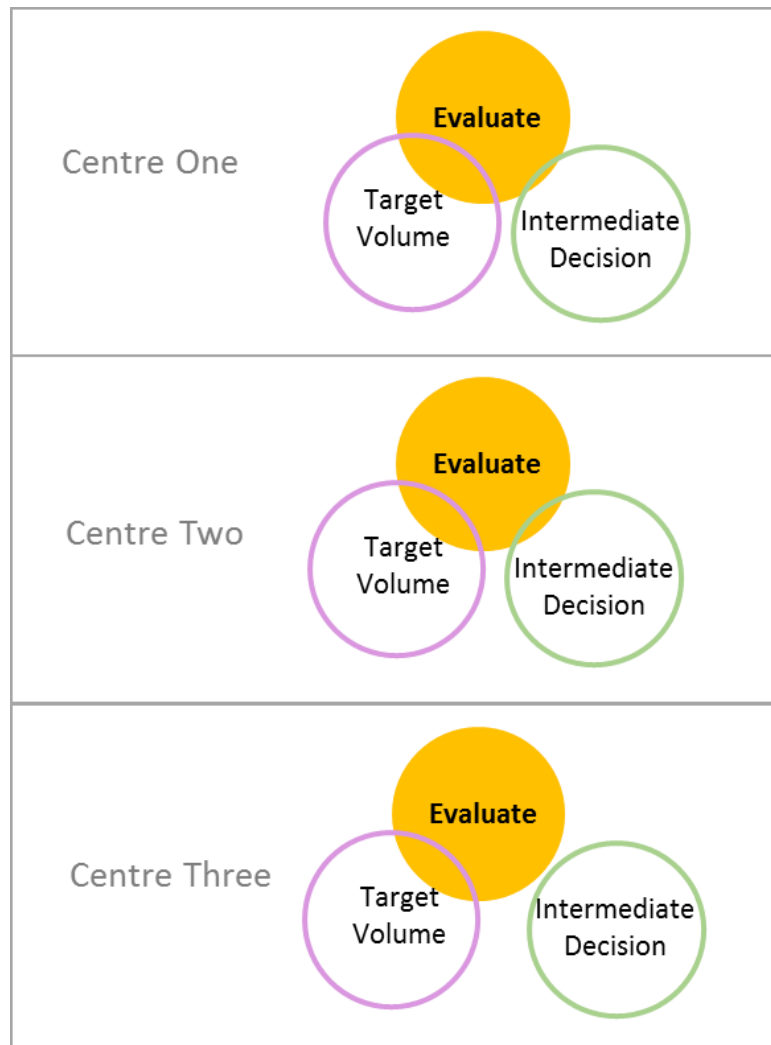 Evaluate
Centre One
Target
Volume
Intermediate
Decision
Evaluate
Centre Two
Target
Volume
Intermediate
Decision
Evaluate
Centre Three
Target
Volume
Intermediate
Decision